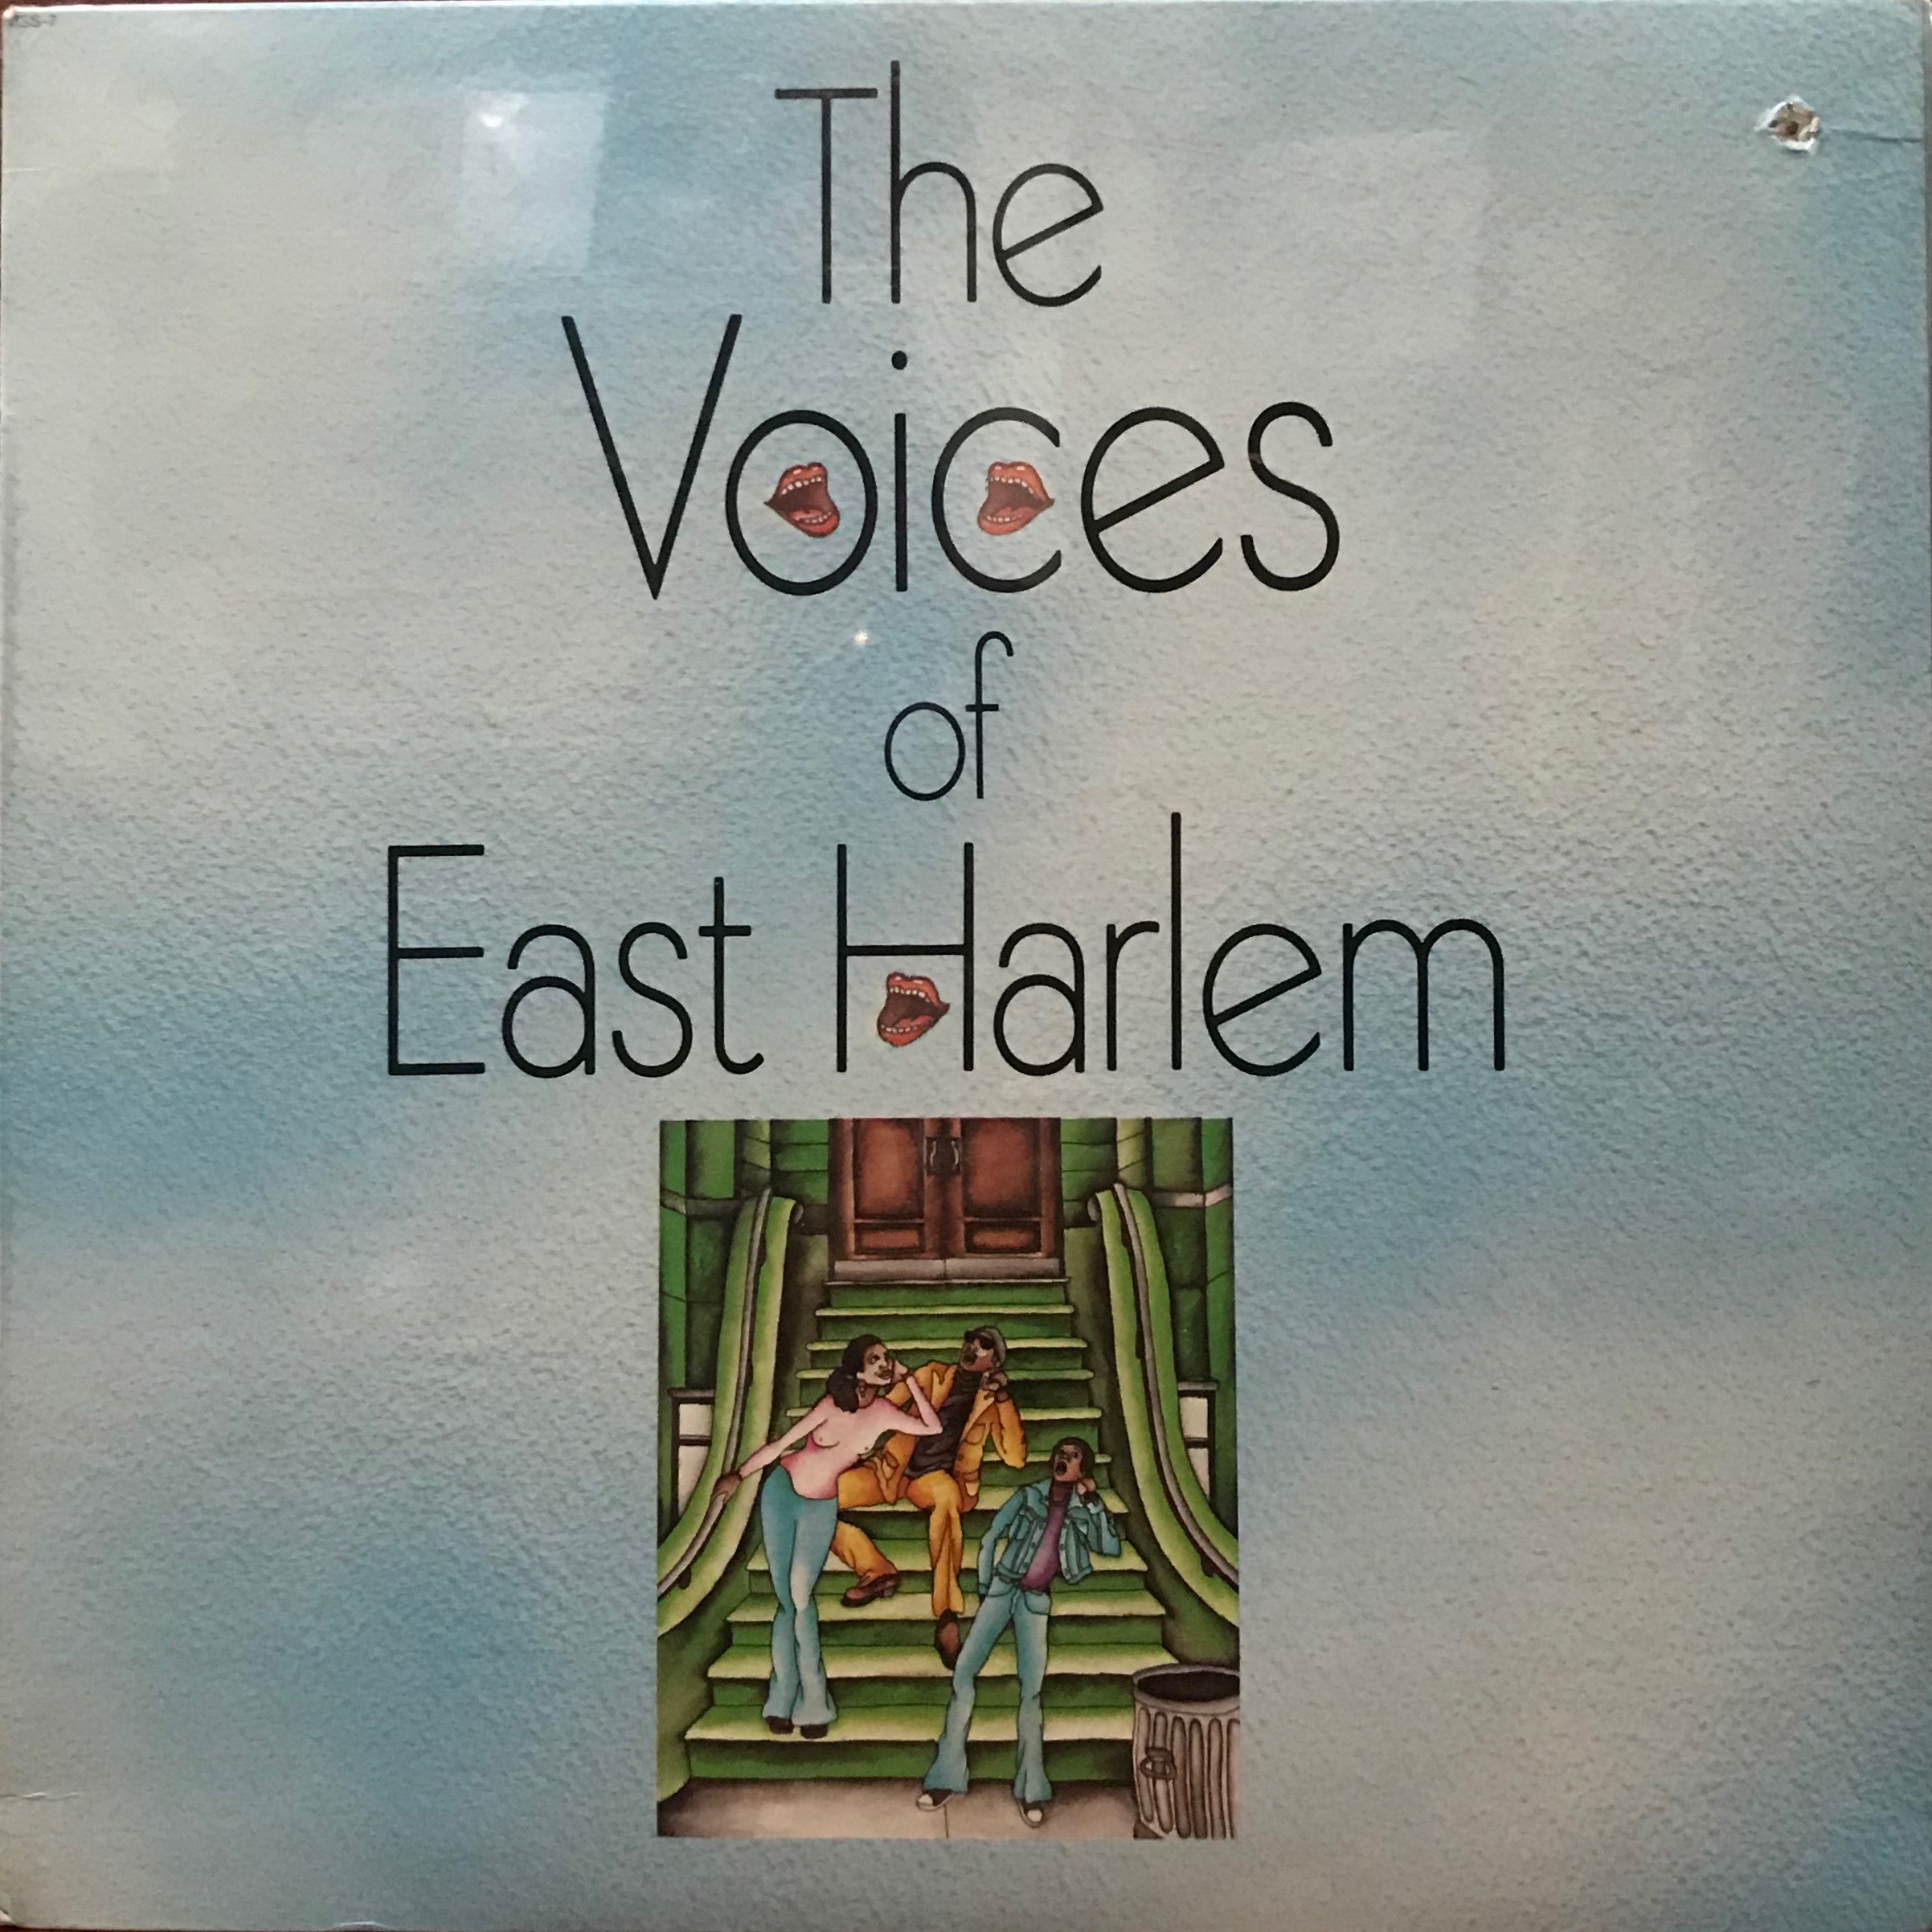 The
Voices
of
East Harlem